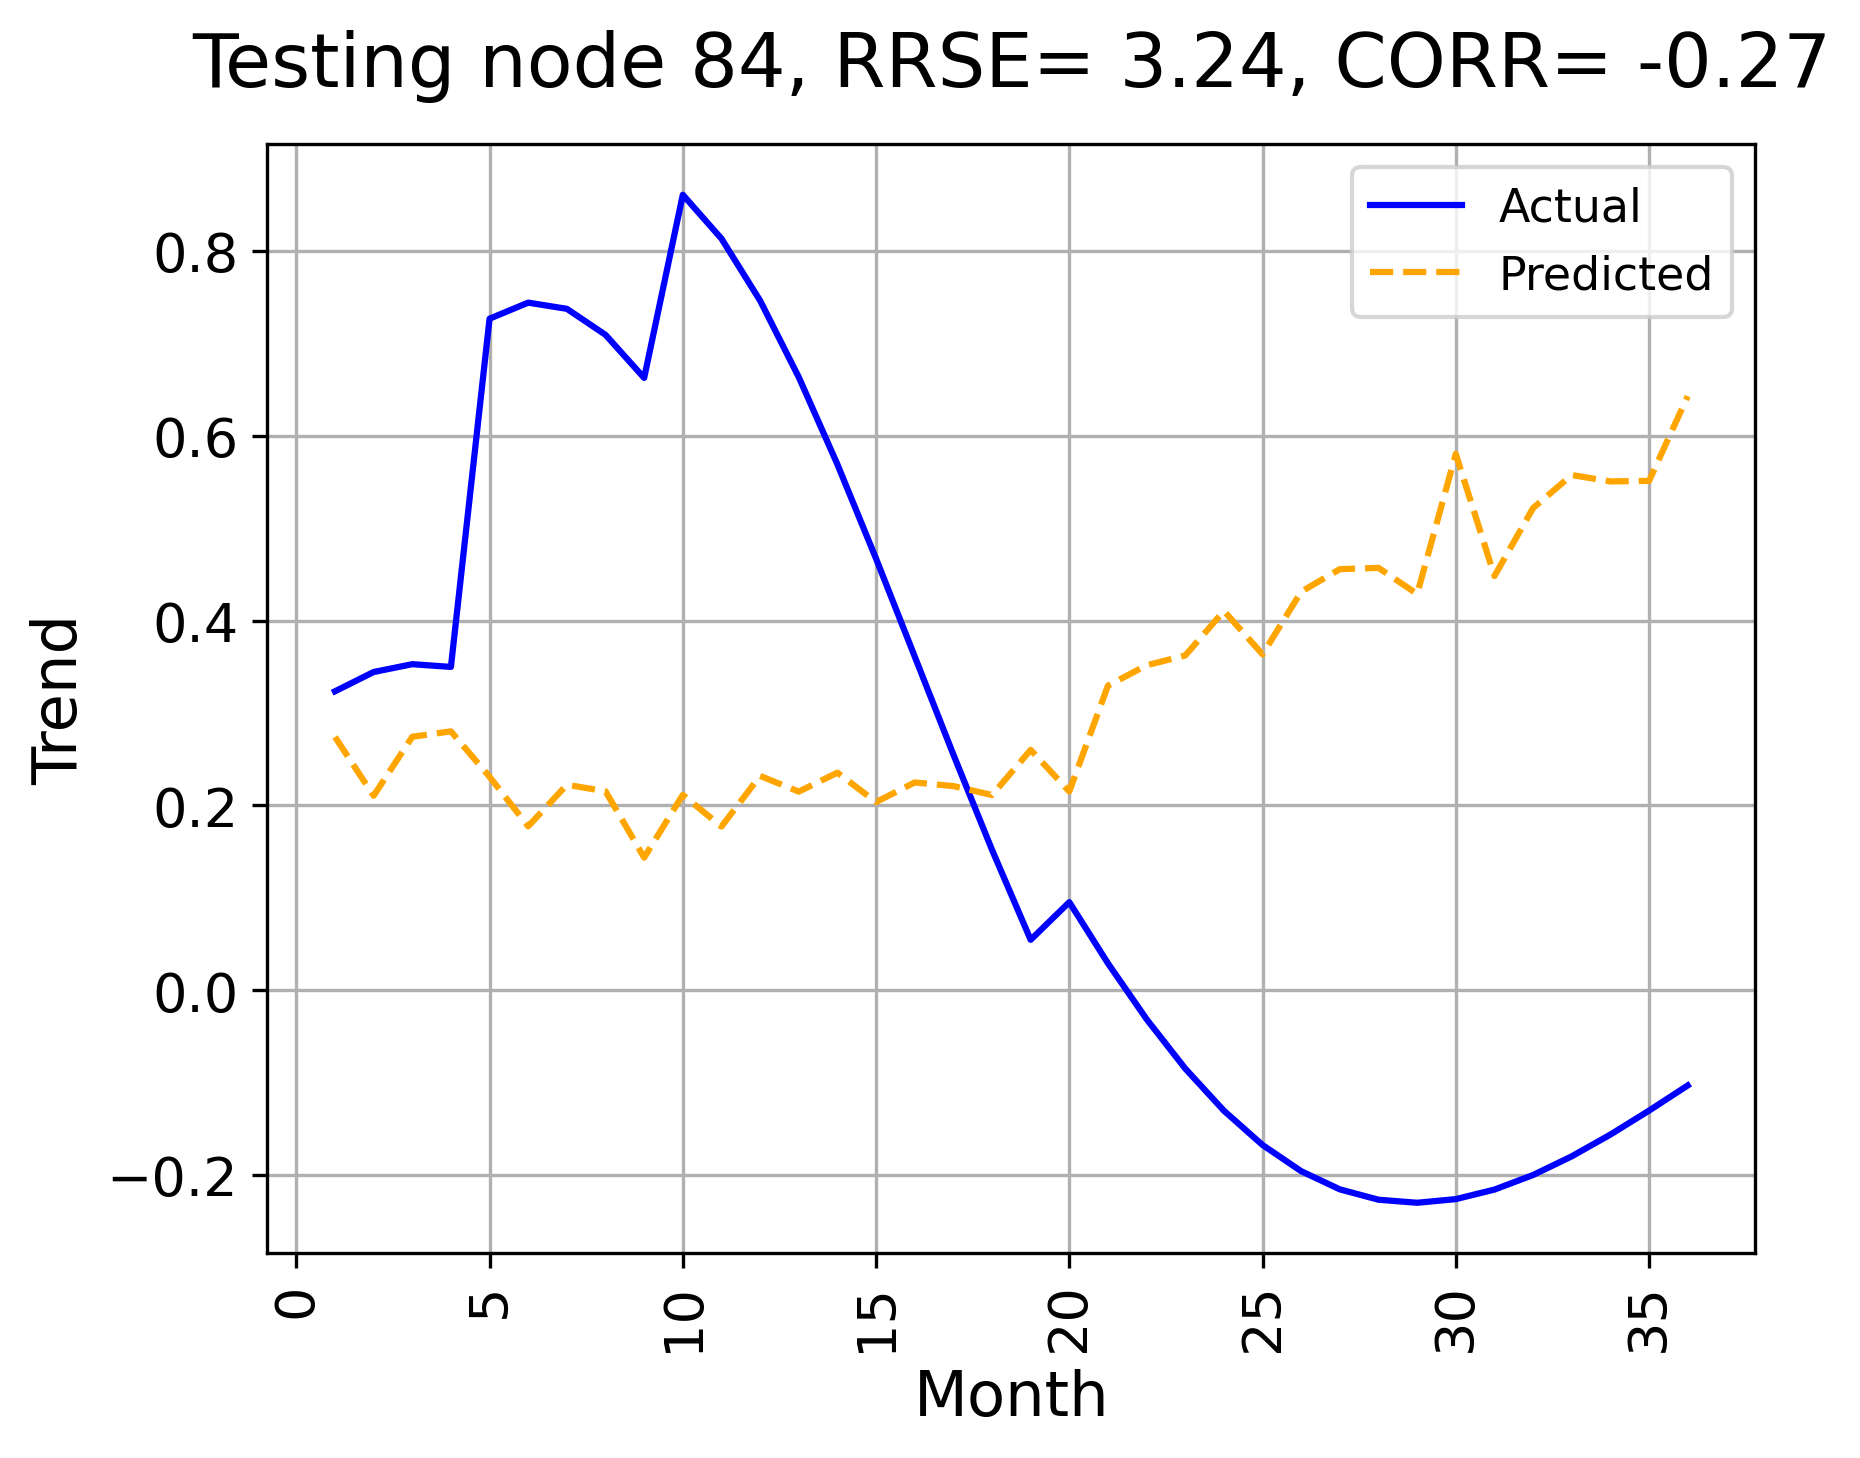 Testing node 84, RRSE= 3.24, CORR= -0.27
Actual
Predicted
0.8
0.6
0.4
0.2
0.0
−0.2
Trend
0
5
10
15
20
25
30
35
Month